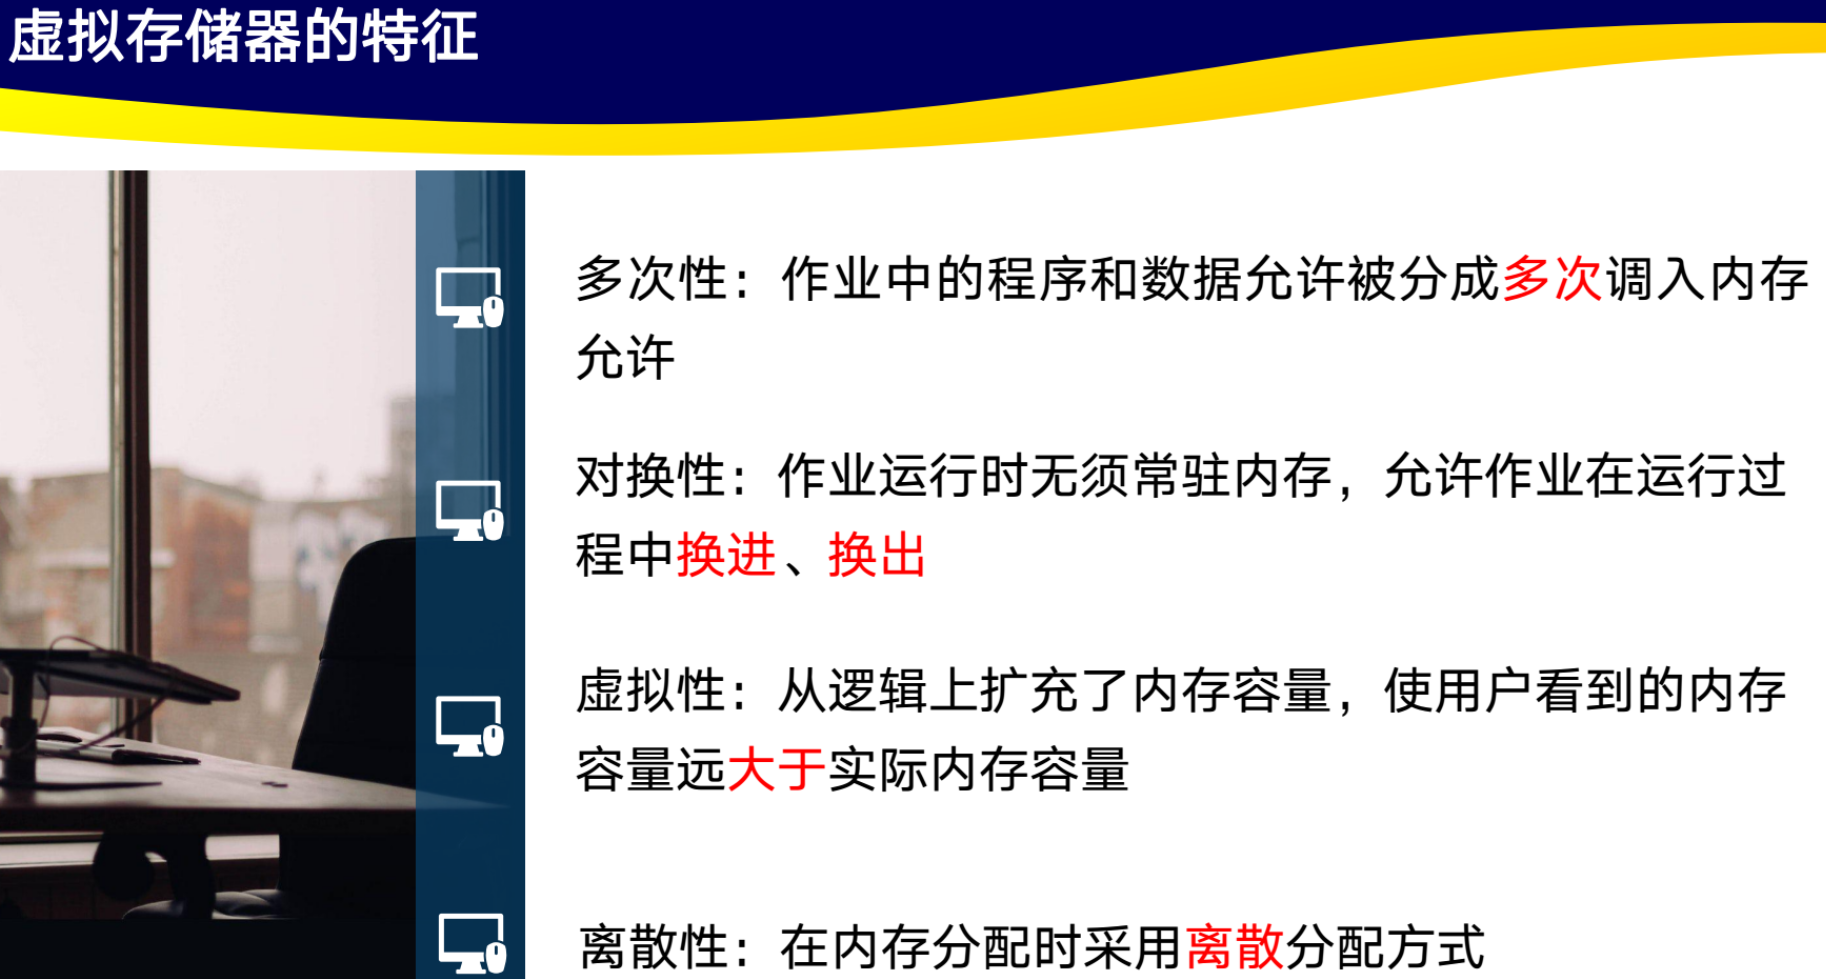 虚拟存储器的特征
多次性：作业中的程序和数据允许被分成多次调入内存
允许
对换性：作业运行时无须常驻内存，允许作业在运行过
程中换进、换出
虚拟性：从逻辑上扩充了内存容量，使用户看到的内存
容量远大于实际内存容量
离散性：在内存分配时采用离散分配方式